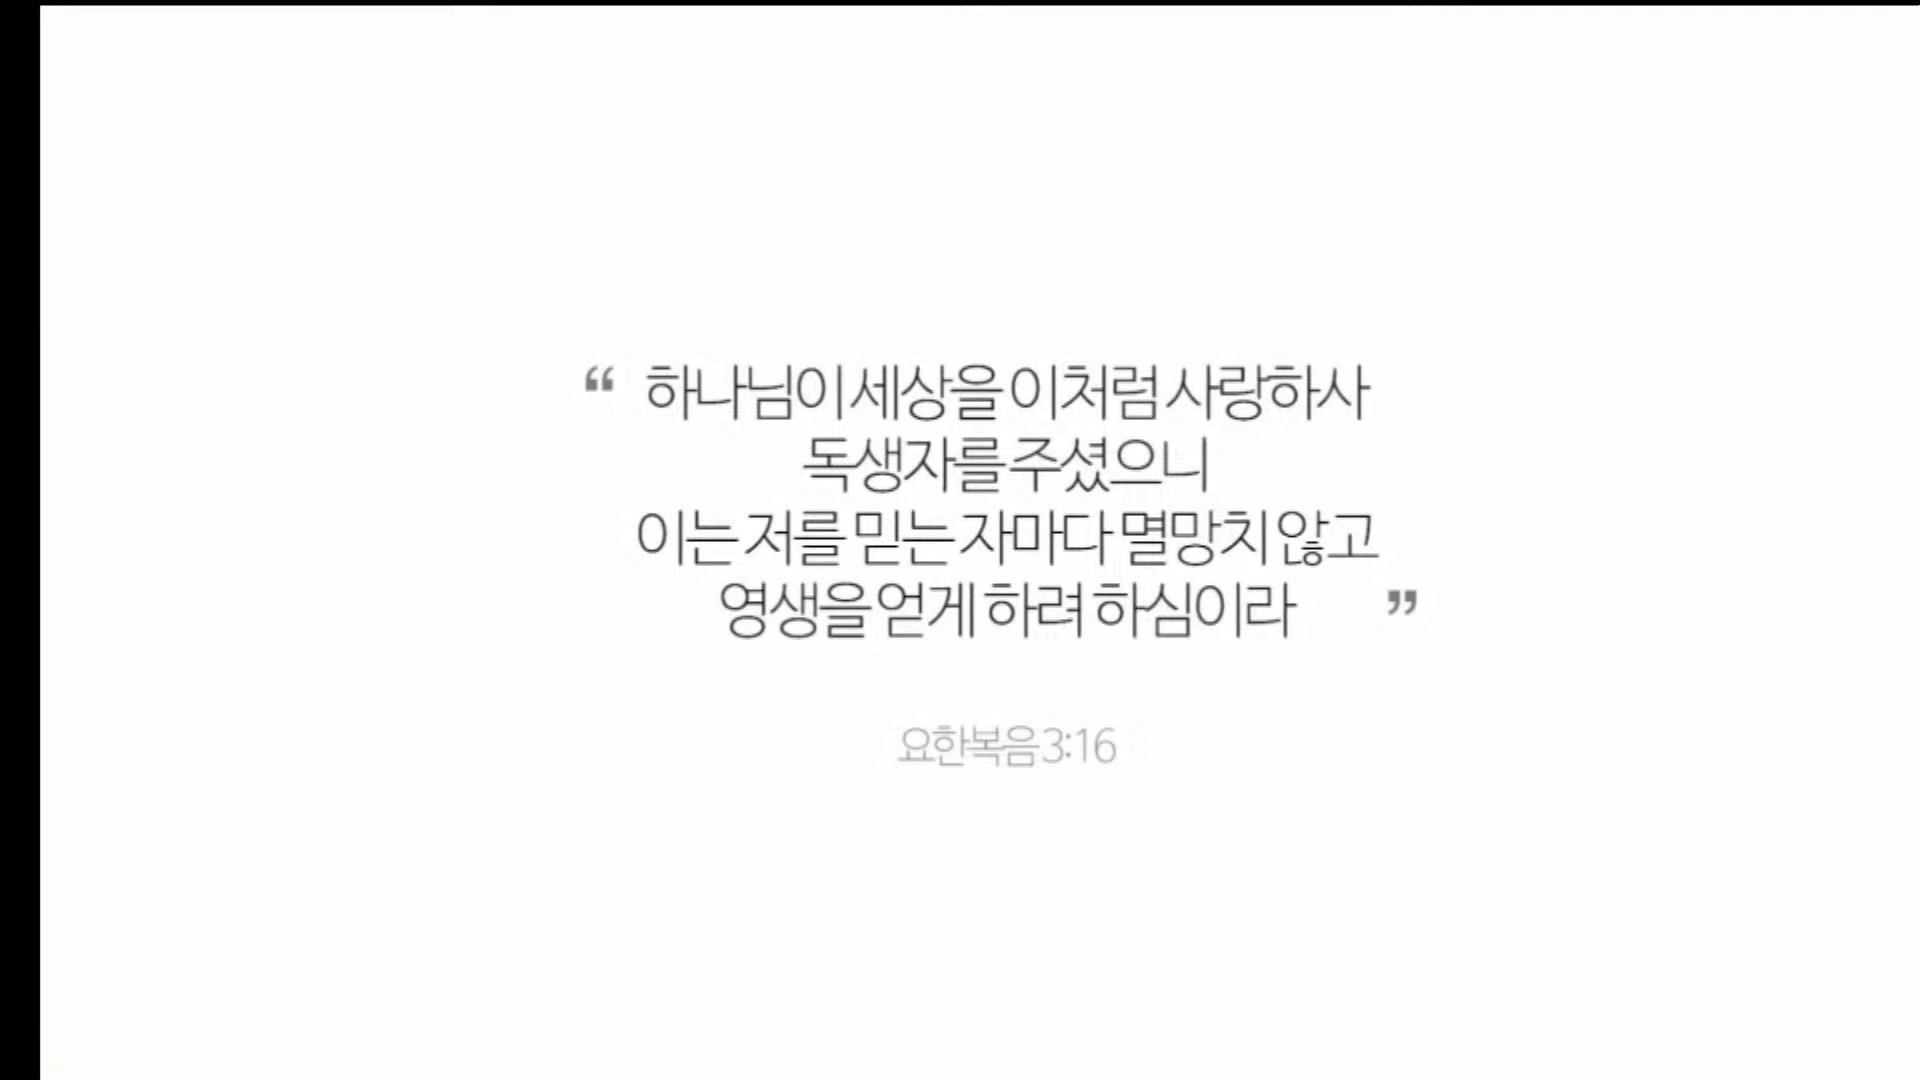 “ 하나님이 세상을 이처럼 사랑하사
독생자를 주셨으니
이는 저를 믿는 자마다 멸망치 않고
영생을 얻게 하려 하심이라 ”
요한복음 3:16